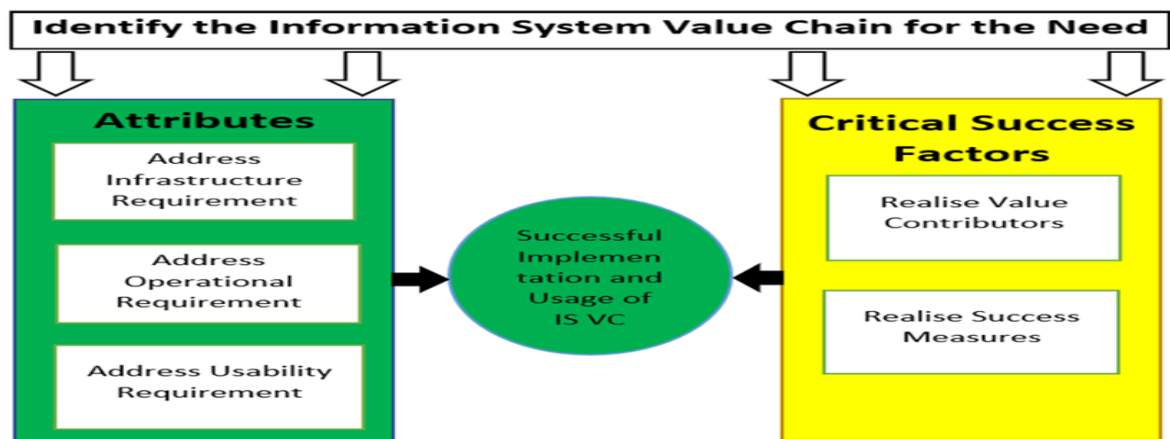 Identify the Information System Value Chain for the Need
Attributes
Address
Infrastructure
Requirement
Address
Operational
Requirement
Address Usability
Requirement
Successful
Implemen
tation and
Usage of
IS VC
Critical Success
Factors
Realise Value
Contributors
Realise Success
Measures